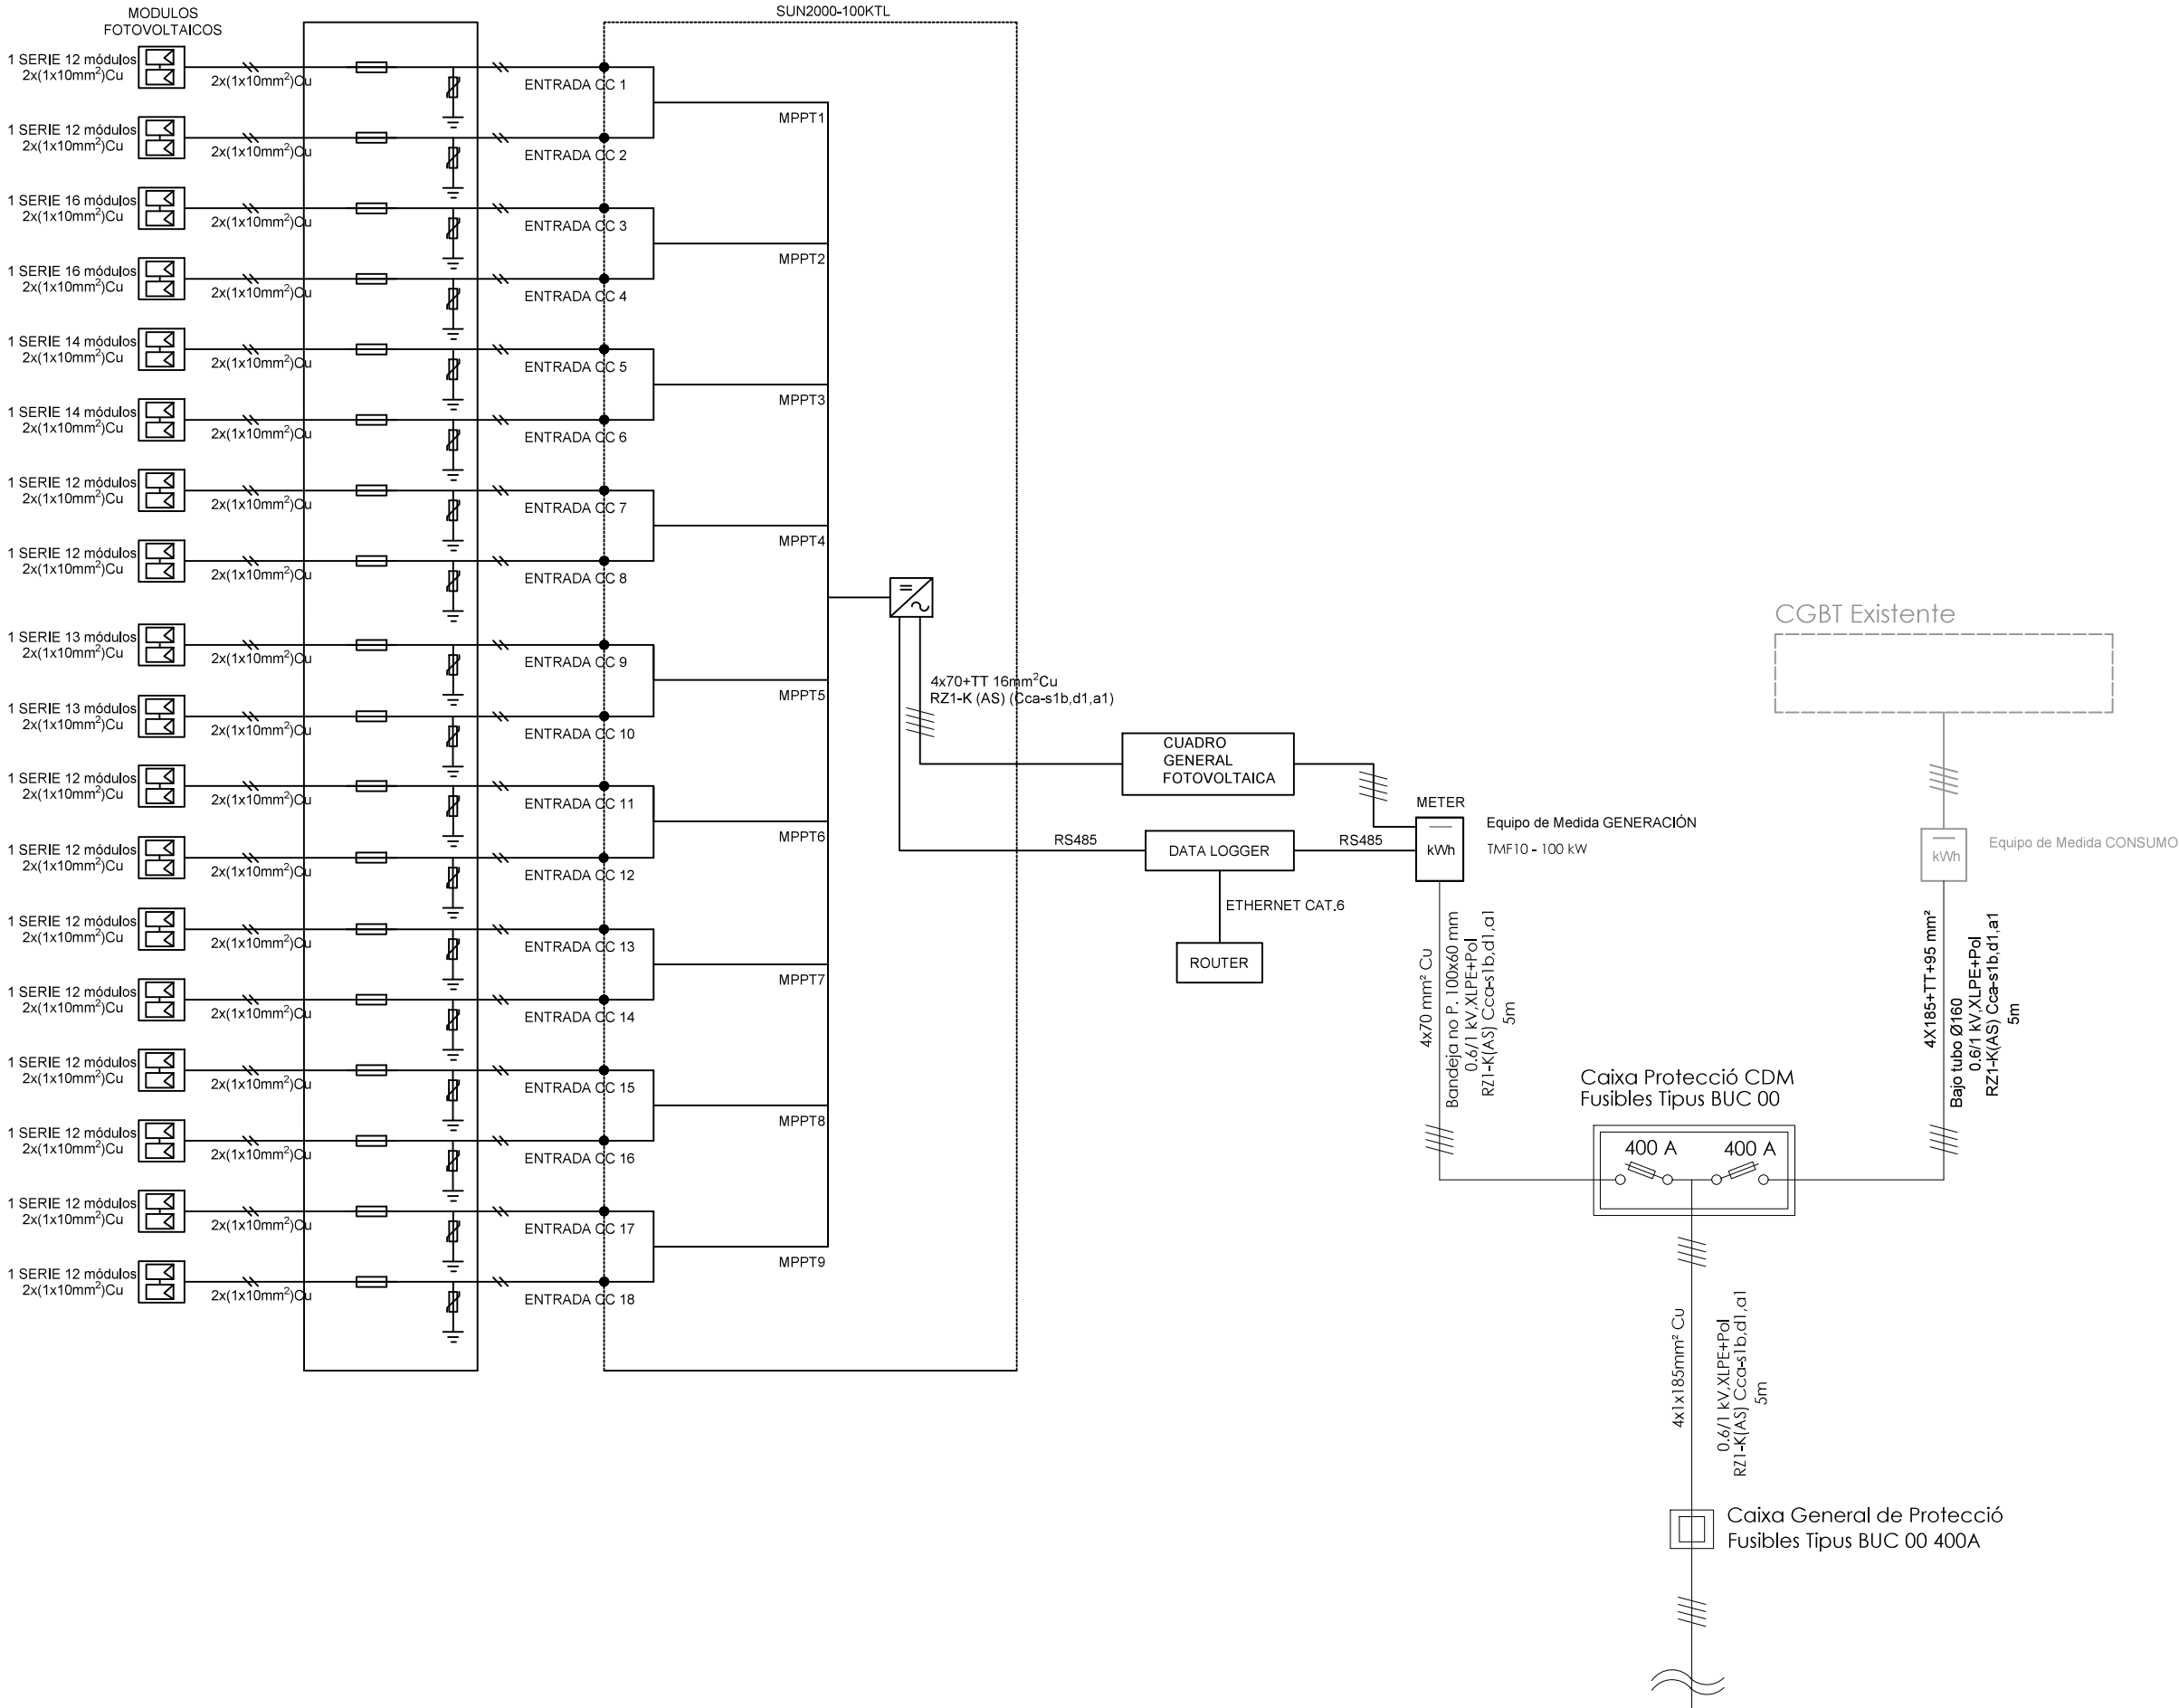 MODULOS
FOTOVOLTAICOS
SUN2000-100KTL
1 SERIE 12 módulos
2x(1x10mm²)Cu
2x(1x10mm²)Cu
ENTRADA CC 1
MPPT1
1 SERIE 12 módulos
2x(1x10mm²)Cu
2x(1x10mm²)Cu
ENTRADA CC 2
1 SERIE 16 módulos
2x(1x10mm²)Cu
2x(1x10mm²)Cu
ENTRADA CC 3
MPPT2
1 SERIE 16 módulos
2x(1x10mm²)Cu
2x(1x10mm²)Cu
ENTRADA CC 4
1 SERIE 14 módulos
2x(1x10mm²)Cu
2x(1x10mm²)Cu
ENTRADA CC 5
MPPT3
1 SERIE 14 módulos
2x(1x10mm²)Cu
2x(1x10mm²)Cu
ENTRADA CC 6
1 SERIE 12 módulos
2x(1x10mm²)Cu
2x(1x10mm²)Cu
ENTRADA CC 7
MPPT4
1 SERIE 12 módulos
2x(1x10mm²)Cu
2x(1x10mm²)Cu
ENTRADA CC 8
1 SERIE 13 módulos
2x(1x10mm²)Cu
2x(1x10mm²)Cu
ENTRADA CC 9
MPPT5
1 SERIE 13 módulos
2x(1x10mm²)Cu
2x(1x10mm²)Cu
ENTRADA CC 10
1 SERIE 12 módulos
2x(1x10mm²)Cu
2x(1x10mm²)Cu
ENTRADA CC 11
MPPT6
1 SERIE 12 módulos
2x(1x10mm²)Cu
2x(1x10mm²)Cu
ENTRADA CC 12
1 SERIE 12 módulos
2x(1x10mm²)Cu
2x(1x10mm²)Cu
ENTRADA CC 13
MPPT7
1 SERIE 12 módulos
2x(1x10mm²)Cu
2x(1x10mm²)Cu
ENTRADA CC 14
1 SERIE 12 módulos
2x(1x10mm²)Cu
2x(1x10mm²)Cu
ENTRADA CC 15
MPPT8
1 SERIE 12 módulos
2x(1x10mm²)Cu
2x(1x10mm²)Cu
ENTRADA CC 16
1 SERIE 12 módulos
2x(1x10mm²)Cu
2x(1x10mm²)Cu
ENTRADA CC 17
MPPT9
1 SERIE 12 módulos
2x(1x10mm²)Cu
2x(1x10mm²)Cu
ENTRADA CC 18
4x70+TT 16mm²Cu
RZ1-K (AS) (Cca-s1b,d1,a1)
CUADRO
GENERAL
FOTOVOLTAICA
RS485
DATA LOGGER
RS485
ETHERNET CAT.6
ROUTER
METER
kWh
Equipo de Medida GENERACIÓN
TMF10 - 100 kW
CGBT Existente
kWh
Equipo de Medida CONSUMO
4x70 mm² Cu
Bandeja no P. 100x60 mm
0.6/1 kV,XLPE+Pol
RZ1-K(AS) Cca-s1b,d1,a1
5m
4X185+TT+95 mm²
Bajo tubo Ø160
0.6/1 kV,XLPE+Pol
RZ1-K(AS) Cca-s1b,d1,a1
5m
Caixa Protecció CDM
Fusibles Tipus BUC 00
400 A
400 A
4x1x185mm² Cu
0.6/1 kV,XLPE+Pol
RZ1-K(AS) Cca-s1b,d1,a1
5m
Caixa General de Protecció
Fusibles Tipus BUC 00 400A